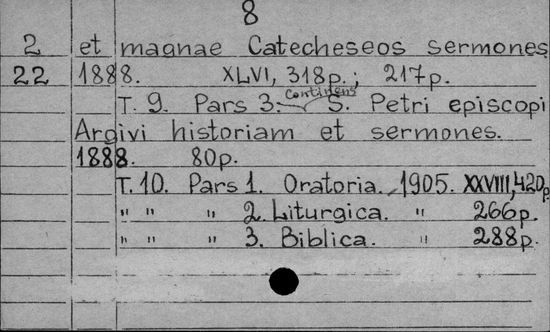 8
2 et magnae Catecheseos sermones
22 1888. XLVI, 318p.; 217p.
T. 9. Pars 3. Continens S. Petri episcopi
Argivi historiam et sermones.
1888. 80p.
T. 10. Pars 1. Oratoria. 1905. XXVIII, 420p
" " " 2. Liturgica. " 266p.
" " " 3. Biblica. " 288p.